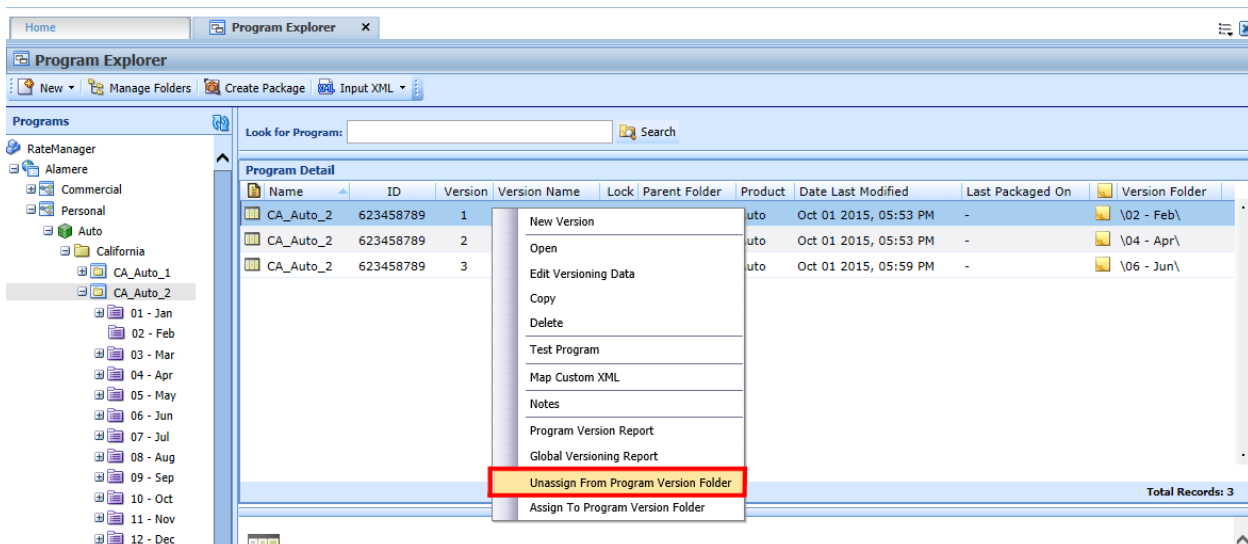 Home Program Explorer x
Program Explorer
New Manage Folders Create Package Input XML
Programs
RateManager
Alamere
Commercial
Personal
Auto
California
CA_Auto_1
CA_Auto_2
01 - Jan
02 - Feb
03 - Mar
04 - Apr
05 - May
06 - Jun
07 - Jul
08 - Aug
09 - Sep
10 - Oct
11 - Nov
12 - Dec
Look for Program: Search
Program Detail
Name ID Version Version Name Lock Parent Folder Product Date Last Modified Last Packaged On Version Folder
CA_Auto_2 623458789 1 uto Oct 01 2015, 05:53 PM - \02 - Feb\
CA_Auto_2 623458789 2 uto Oct 01 2015, 05:53 PM - \04 - Apr\
CA_Auto_2 623458789 3 uto Oct 01 2015, 05:59 PM - \06 - Jun\
New Version
Open
Edit Versioning Data
Copy
Delete
Test Program
Map Custom XML
Notes
Program Version Report
Global Versioning Report
Unassign From Program Version Folder
Assign To Program Version Folder
Total Records: 3